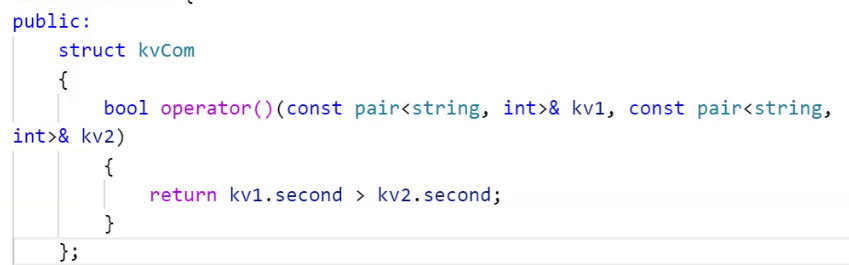 public:
struct kvCom
{
bool operator()(const pair<string, int>& kv1, const pair<string,
int>& kv2)
{
return kv1.second > kv2.second;
}
};